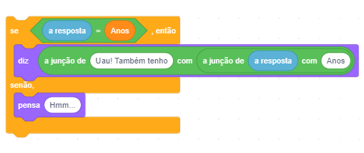 se a resposta = Anos , então
diz a junção de Uau! Também tenho com a junção de a resposta com Anos
senão,
pensa Hmm...